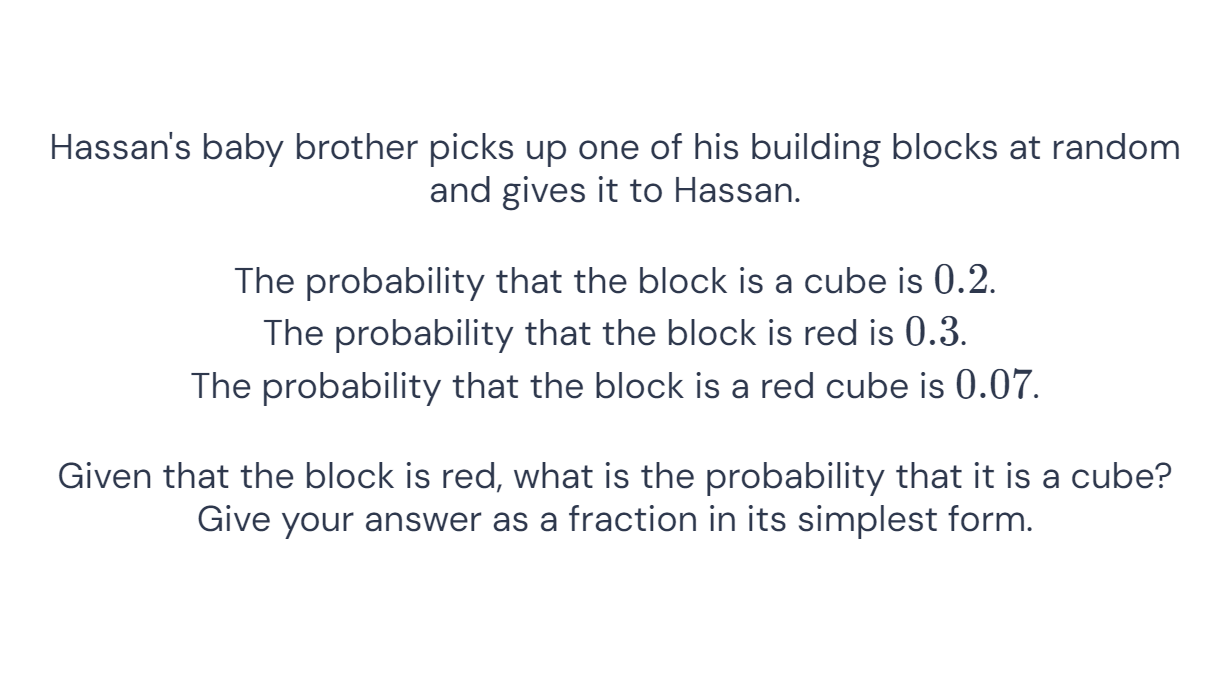 Hassan's baby brother picks up one of his building blocks at random
and gives it to Hassan.
The probability that the block is a cube is 0.2.
The probability that the block is red is 0.3.
The probability that the block is a red cube is 0.07.
Given that the block is red, what is the probability that it is a cube?
Give your answer as a fraction in its simplest form.